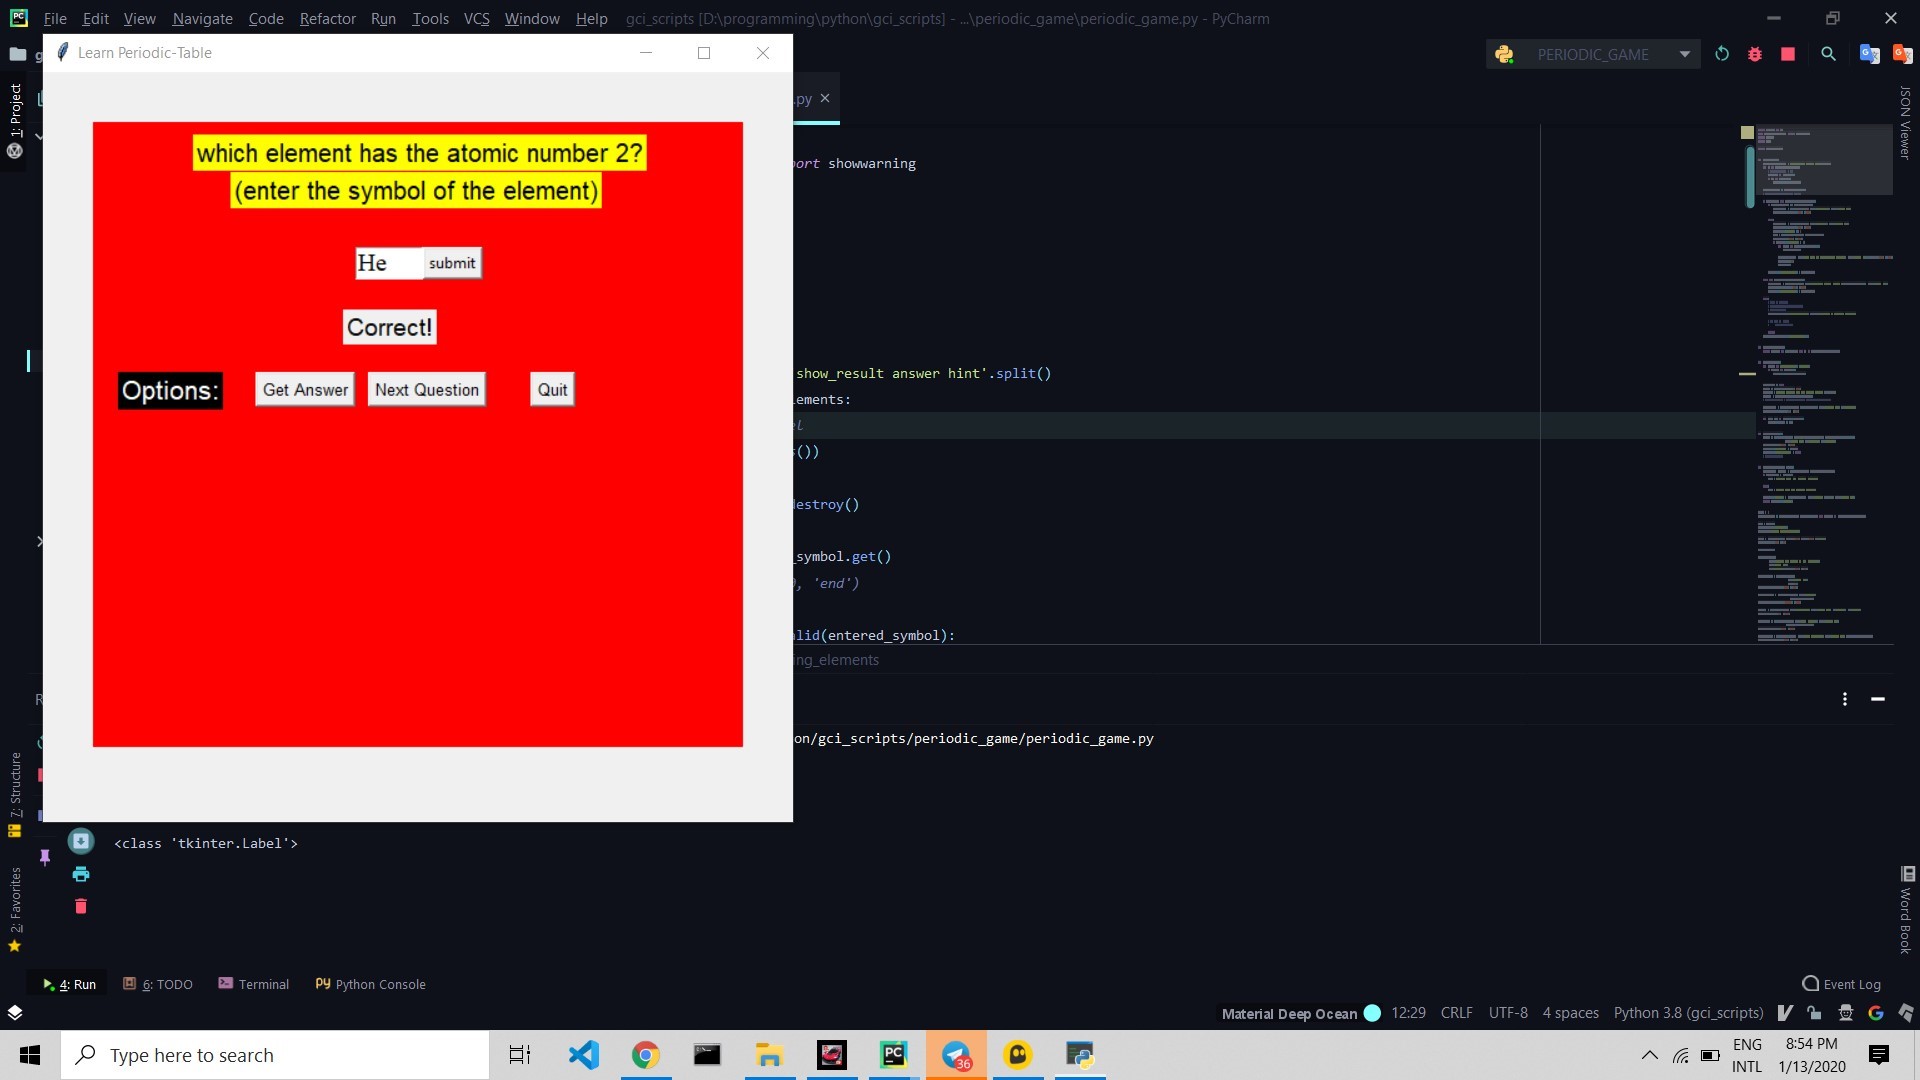 File Edit View Navigate Code Refactor Run Tools VCS Window Help gci_scripts [D:\programming\python\gci_scripts] - ...\periodic_game\periodic_game.py - PyCharm
Learn Periodic-Table
PERIODIC_GAME
1: Project
.py
JSON Viewer
which element has the atomic number 2?
(enter the symbol of the element)
ort showwarning
He submit
Correct!
show_result answer hint'.split()
Options: Get Answer Next Question Quit
ements:
el
())
destroy()
_symbol.get()
, 'end')
alid(entered_symbol):
ing_elements
R
on/gci_scripts/periodic_game/periodic_game.py
7: Structure
<class 'tkinter.Label'>
2: Favorites
Word Book
4: Run 6: TODO Terminal Python Console Event Log
Material Deep Ocean 12:29 CRLF UTF-8 4 spaces Python 3.8 (gci_scripts)
Type here to search
PC
36
ENG
INTL
8:54 PM
1/13/2020